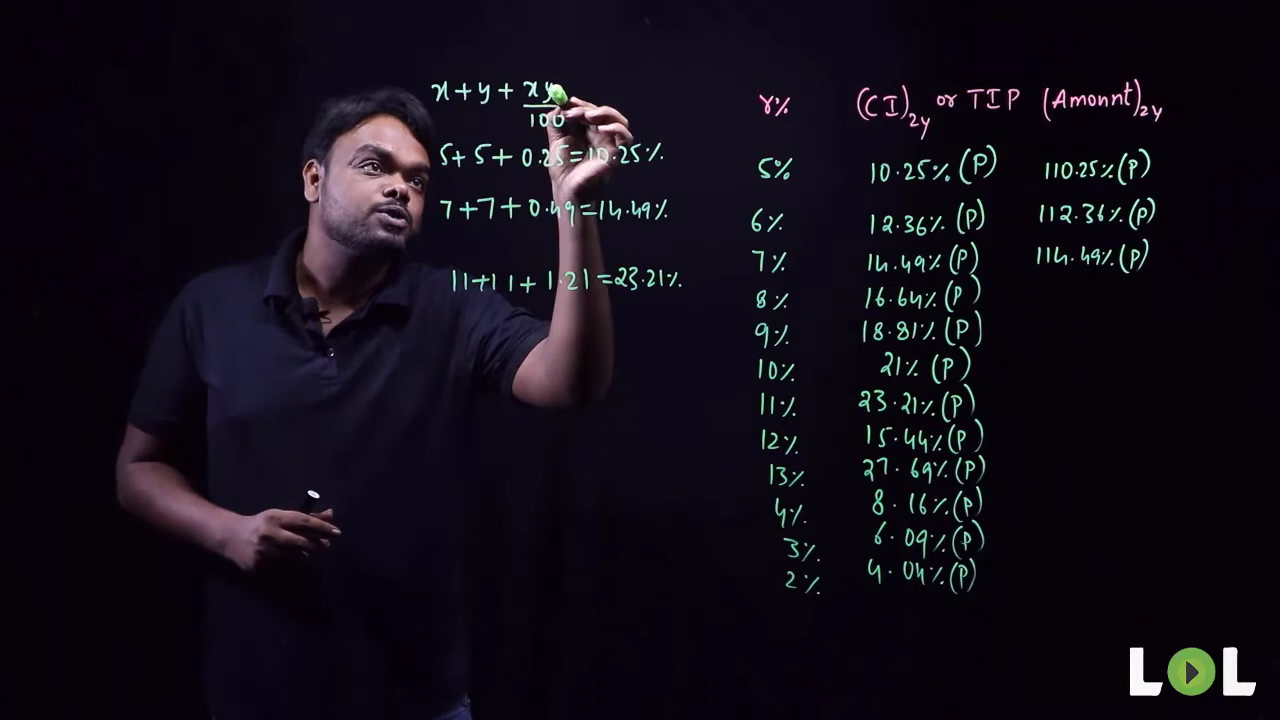 x + y + xy/100
5 + 5 + 0.25 = 10.25%
7 + 7 + 0.49 = 14.49%
11 + 11 + 1.21 = 23.21%
r% (CI)2y or TIP (Amount)2y
5% 10.25% (P) 110.25% (P)
6% 12.36% (P) 112.36% (P)
7% 14.49% (P) 114.49% (P)
8% 16.64% (P)
9% 18.81% (P)
10% 21% (P)
11% 23.21% (P)
12% 15.44% (P)
13% 27.69% (P)
4% 8.16% (P)
3% 6.09% (P)
2% 4.04% (P)
LOL